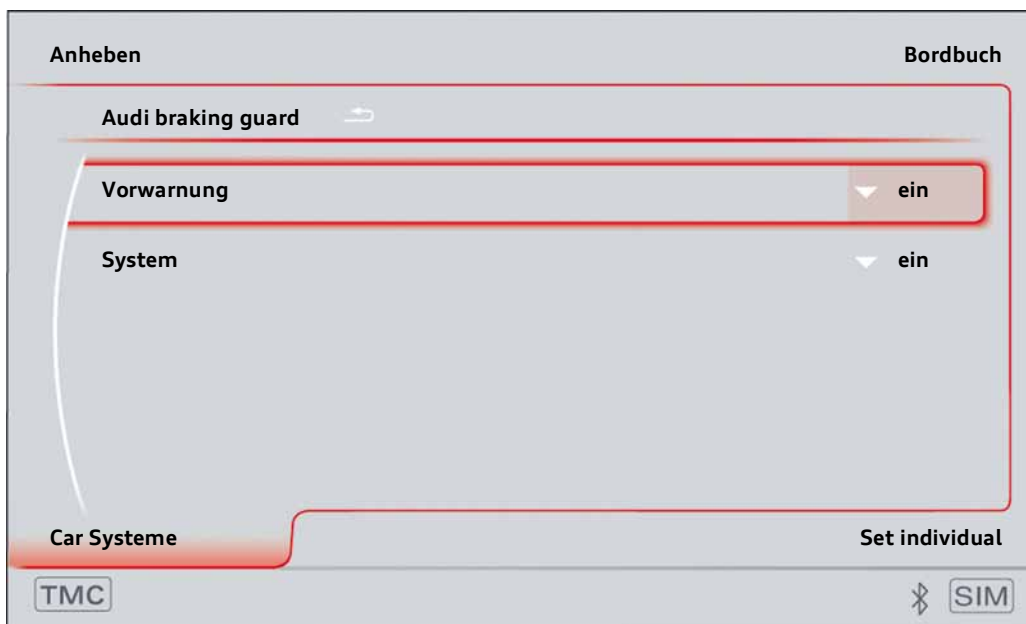 Anheben Bordbuch
Audi braking guard
Vorwarnung ein
System ein
Car Systeme Set individual
TMC SIM